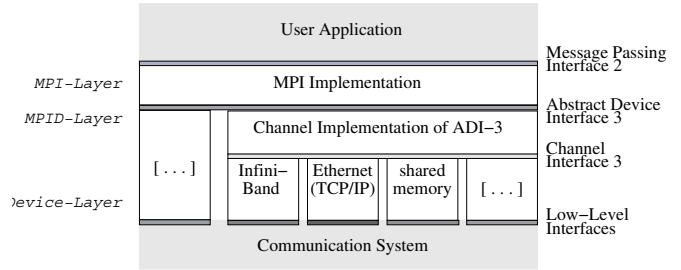 User Application
Message Passing
Interface 2
MPI-Layer
MPI Implementation
Abstract Device
Interface 3
MPID-Layer
Channel Implementation of ADI−3
Channel
Interface 3
[ . . . ]
Infini−
Band
Ethernet
(TCP/IP)
shared
memory
[ . . . ]
Device-Layer
Low−Level
Interfaces
Communication System